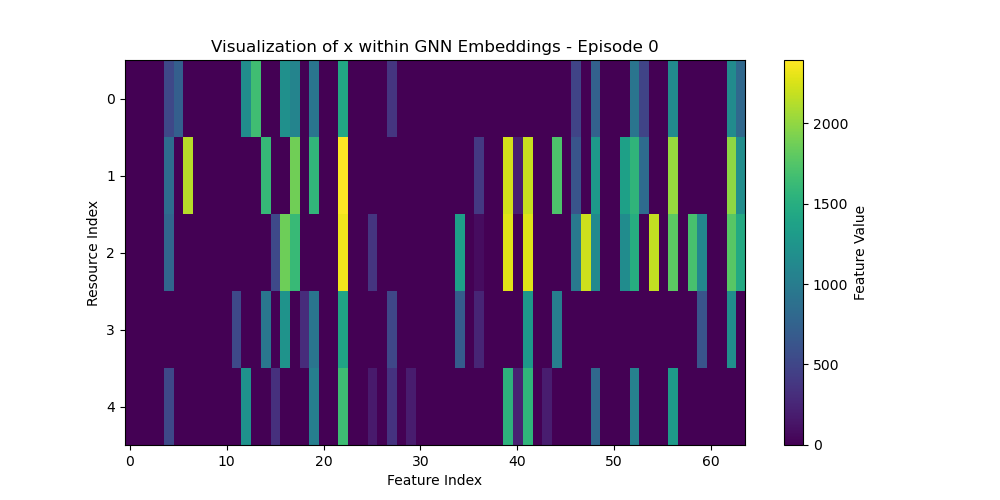 Visualization of x within GNN Embeddings - Episode 0
Resource Index
0
1
2
3
4
0 10 20 30 40 50 60
Feature Index
2000
1500
1000
500
0
Feature Value